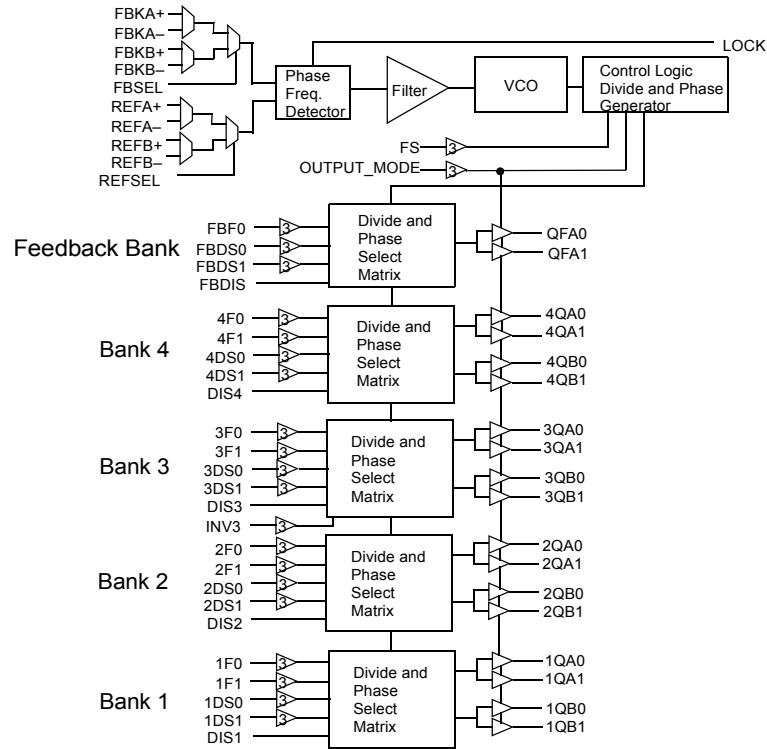 FBKA+
FBKA–
FBKB+
FBKB–
FBSEL
REFA+
REFA–
REFB+
REFB–
REFSEL
Phase
Freq.
Detector
Filter
VCO
Control Logic
Divide and Phase
Generator
LOCK
FS
3
OUTPUT_MODE
3
Feedback Bank
FBF0
3
FBDS0
3
FBDS1
3
FBDIS
Divide and
Phase
Select
Matrix
QFA0
QFA1
Bank 4
4F0
3
4F1
3
4DS0
3
4DS1
3
DIS4
Divide and
Phase
Select
Matrix
4QA0
4QA1
4QB0
4QB1
Bank 3
3F0
3
3F1
3
3DS0
3
3DS1
3
DIS3
INV3
3
Divide and
Phase
Select
Matrix
3QA0
3QA1
3QB0
3QB1
Bank 2
2F0
3
2F1
3
2DS0
3
2DS1
3
DIS2
Divide and
Phase
Select
Matrix
2QA0
2QA1
2QB0
2QB1
Bank 1
1F0
3
1F1
3
1DS0
3
1DS1
3
DIS1
Divide and
Phase
Select
Matrix
1QA0
1QA1
1QB0
1QB1